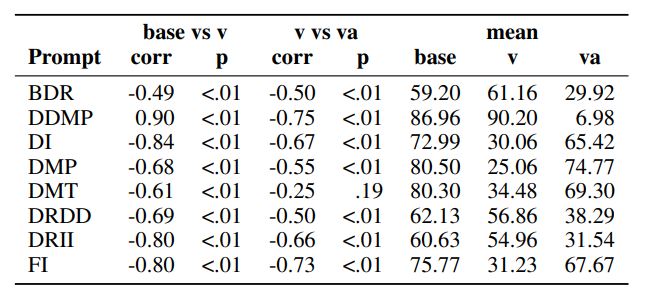 base vs v v vs va mean
Prompt corr p corr p base v va
BDR -0.49 <.01 -0.50 <.01 59.20 61.16 29.92
DDMP 0.90 <.01 -0.75 <.01 86.96 90.20 6.98
DI -0.84 <.01 -0.67 <.01 72.99 30.06 65.42
DMP -0.68 <.01 -0.55 <.01 80.50 25.06 74.77
DMT -0.61 <.01 -0.25 .19 80.30 34.48 69.30
DRDD -0.69 <.01 -0.50 <.01 62.13 56.86 38.29
DRII -0.80 <.01 -0.66 <.01 60.63 54.96 31.54
FI -0.80 <.01 -0.73 <.01 75.77 31.23 67.67